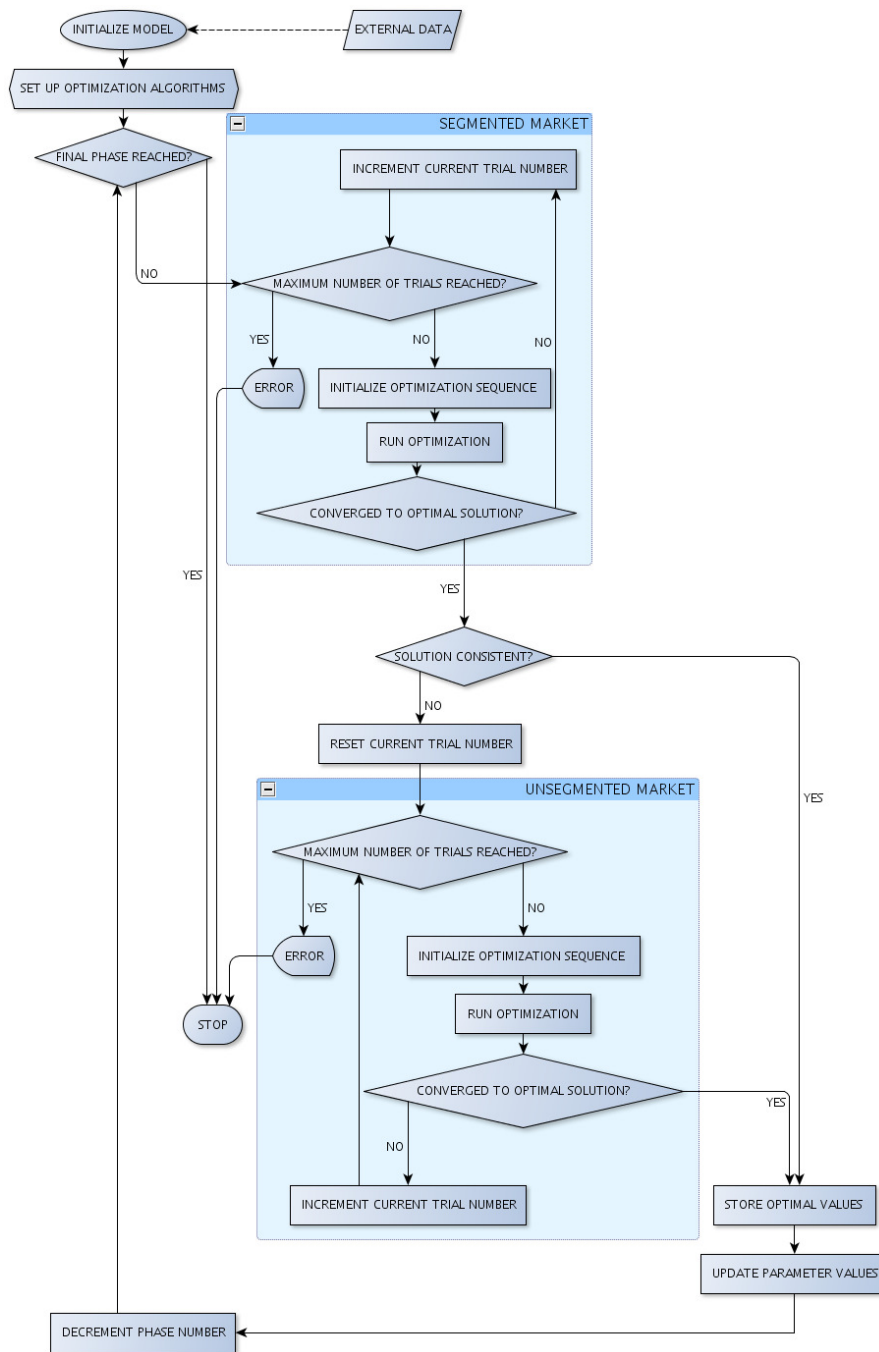 INITIALIZE MODEL
EXTERNAL DATA
SET UP OPTIMIZATION ALGORITHMS
SEGMENTED MARKET
FINAL PHASE REACHED?
INCREMENT CURRENT TRIAL NUMBER
NO
MAXIMUM NUMBER OF TRIALS REACHED?
YES
NO
NO
ERROR
INITIALIZE OPTIMIZATION SEQUENCE
RUN OPTIMIZATION
CONVERGED TO OPTIMAL SOLUTION?
YES
YES
SOLUTION CONSISTENT?
NO
RESET CURRENT TRIAL NUMBER
UNSEGMENTED MARKET
YES
MAXIMUM NUMBER OF TRIALS REACHED?
YES
NO
ERROR
INITIALIZE OPTIMIZATION SEQUENCE
RUN OPTIMIZATION
STOP
CONVERGED TO OPTIMAL SOLUTION?
YES
NO
INCREMENT CURRENT TRIAL NUMBER
STORE OPTIMAL VALUES
UPDATE PARAMETER VALUES
DECREMENT PHASE NUMBER